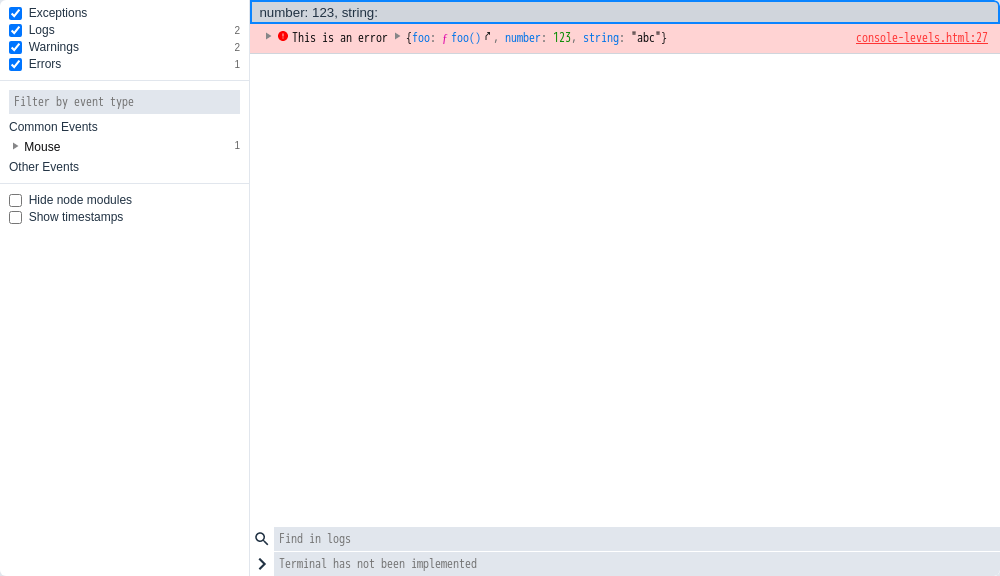 Exceptions
Logs 2
Warnings 2
Errors 1
Filter by event type
Common Events
Mouse 1
Other Events
Hide node modules
Show timestamps
number: 123, string:
This is an error {foo: ƒ foo(), number: 123, string: "abc"} console-levels.html:27
Find in logs
Terminal has not been implemented